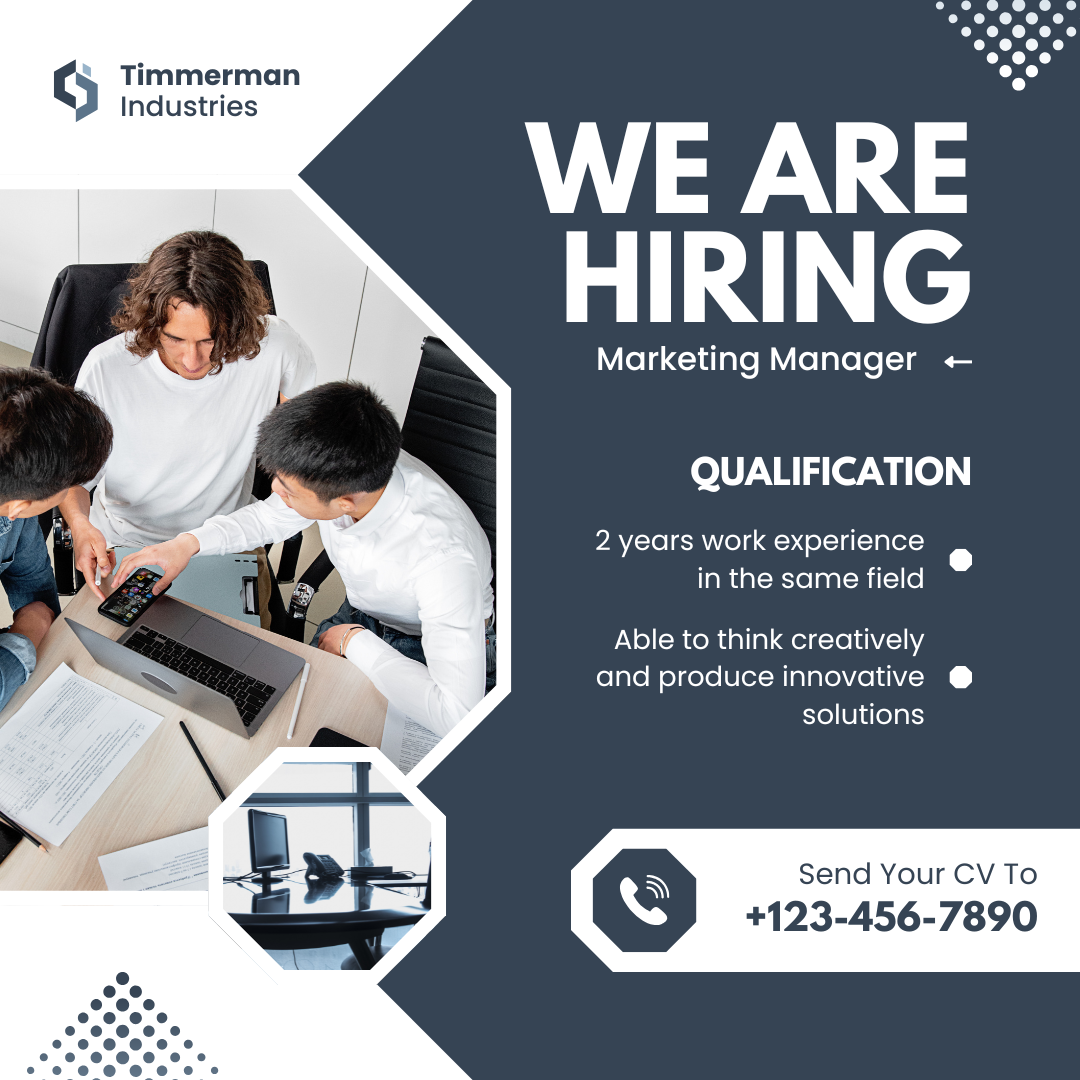 Timmerman
Industries
WE ARE
HIRING
Marketing Manager
QUALIFICATION
2 years work experience
in the same field
Able to think creatively
and produce innovative
solutions
Send Your CV To
+123-456-7890